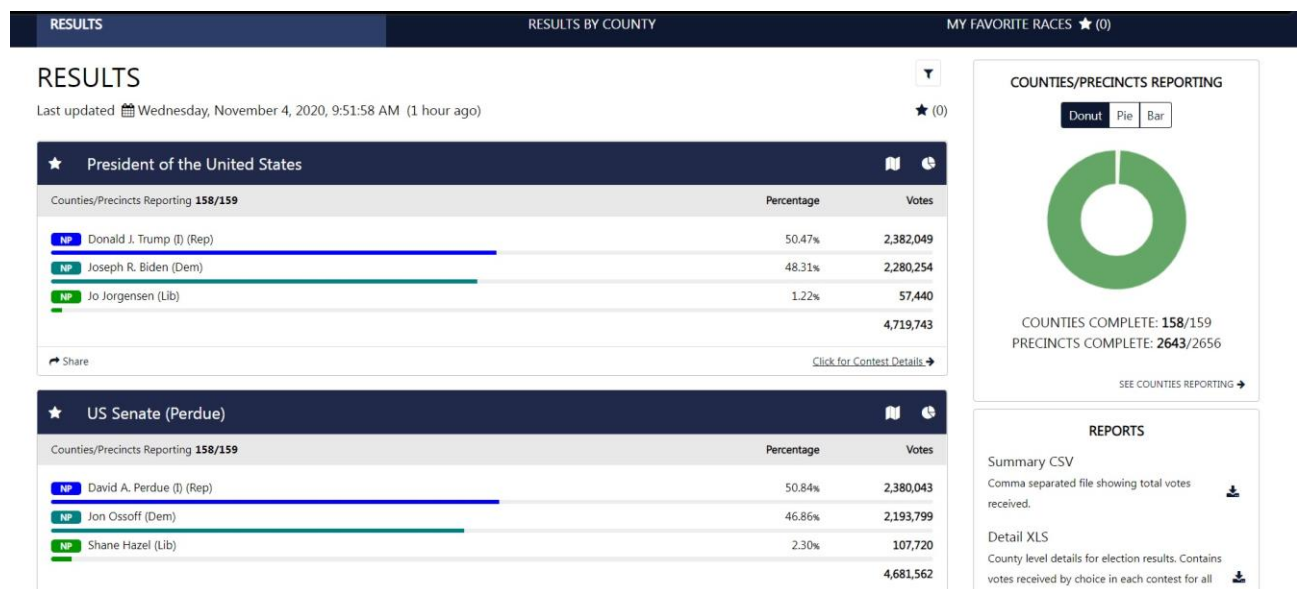 RESULTS
RESULTS BY COUNTY
MY FAVORITE RACES ★ (0)
RESULTS
Last updated Wednesday, November 4, 2020, 9:51:58 AM (1 hour ago)
★ (0)
★ President of the United States
Counties/Precincts Reporting 158/159 Percentage Votes
NP Donald J. Trump (I) (Rep) 50.47% 2,382,049
NP Joseph R. Biden (Dem) 48.31% 2,280,254
NP Jo Jorgensen (Lib) 1.22% 57,440
4,719,743
Share Click for Contest Details
★ US Senate (Perdue)
Counties/Precincts Reporting 158/159 Percentage Votes
NP David A. Perdue (I) (Rep) 50.84% 2,380,043
NP Jon Ossoff (Dem) 46.86% 2,193,799
NP Shane Hazel (Lib) 2.30% 107,720
4,681,562
COUNTIES/PRECINCTS REPORTING
Donut Pie Bar
COUNTIES COMPLETE: 158/159
PRECINCTS COMPLETE: 2643/2656
SEE COUNTIES REPORTING
REPORTS
Summary CSV
Comma separated file showing total votes
received.
Detail XLS
County level details for election results. Contains
votes received by choice in each contest for all